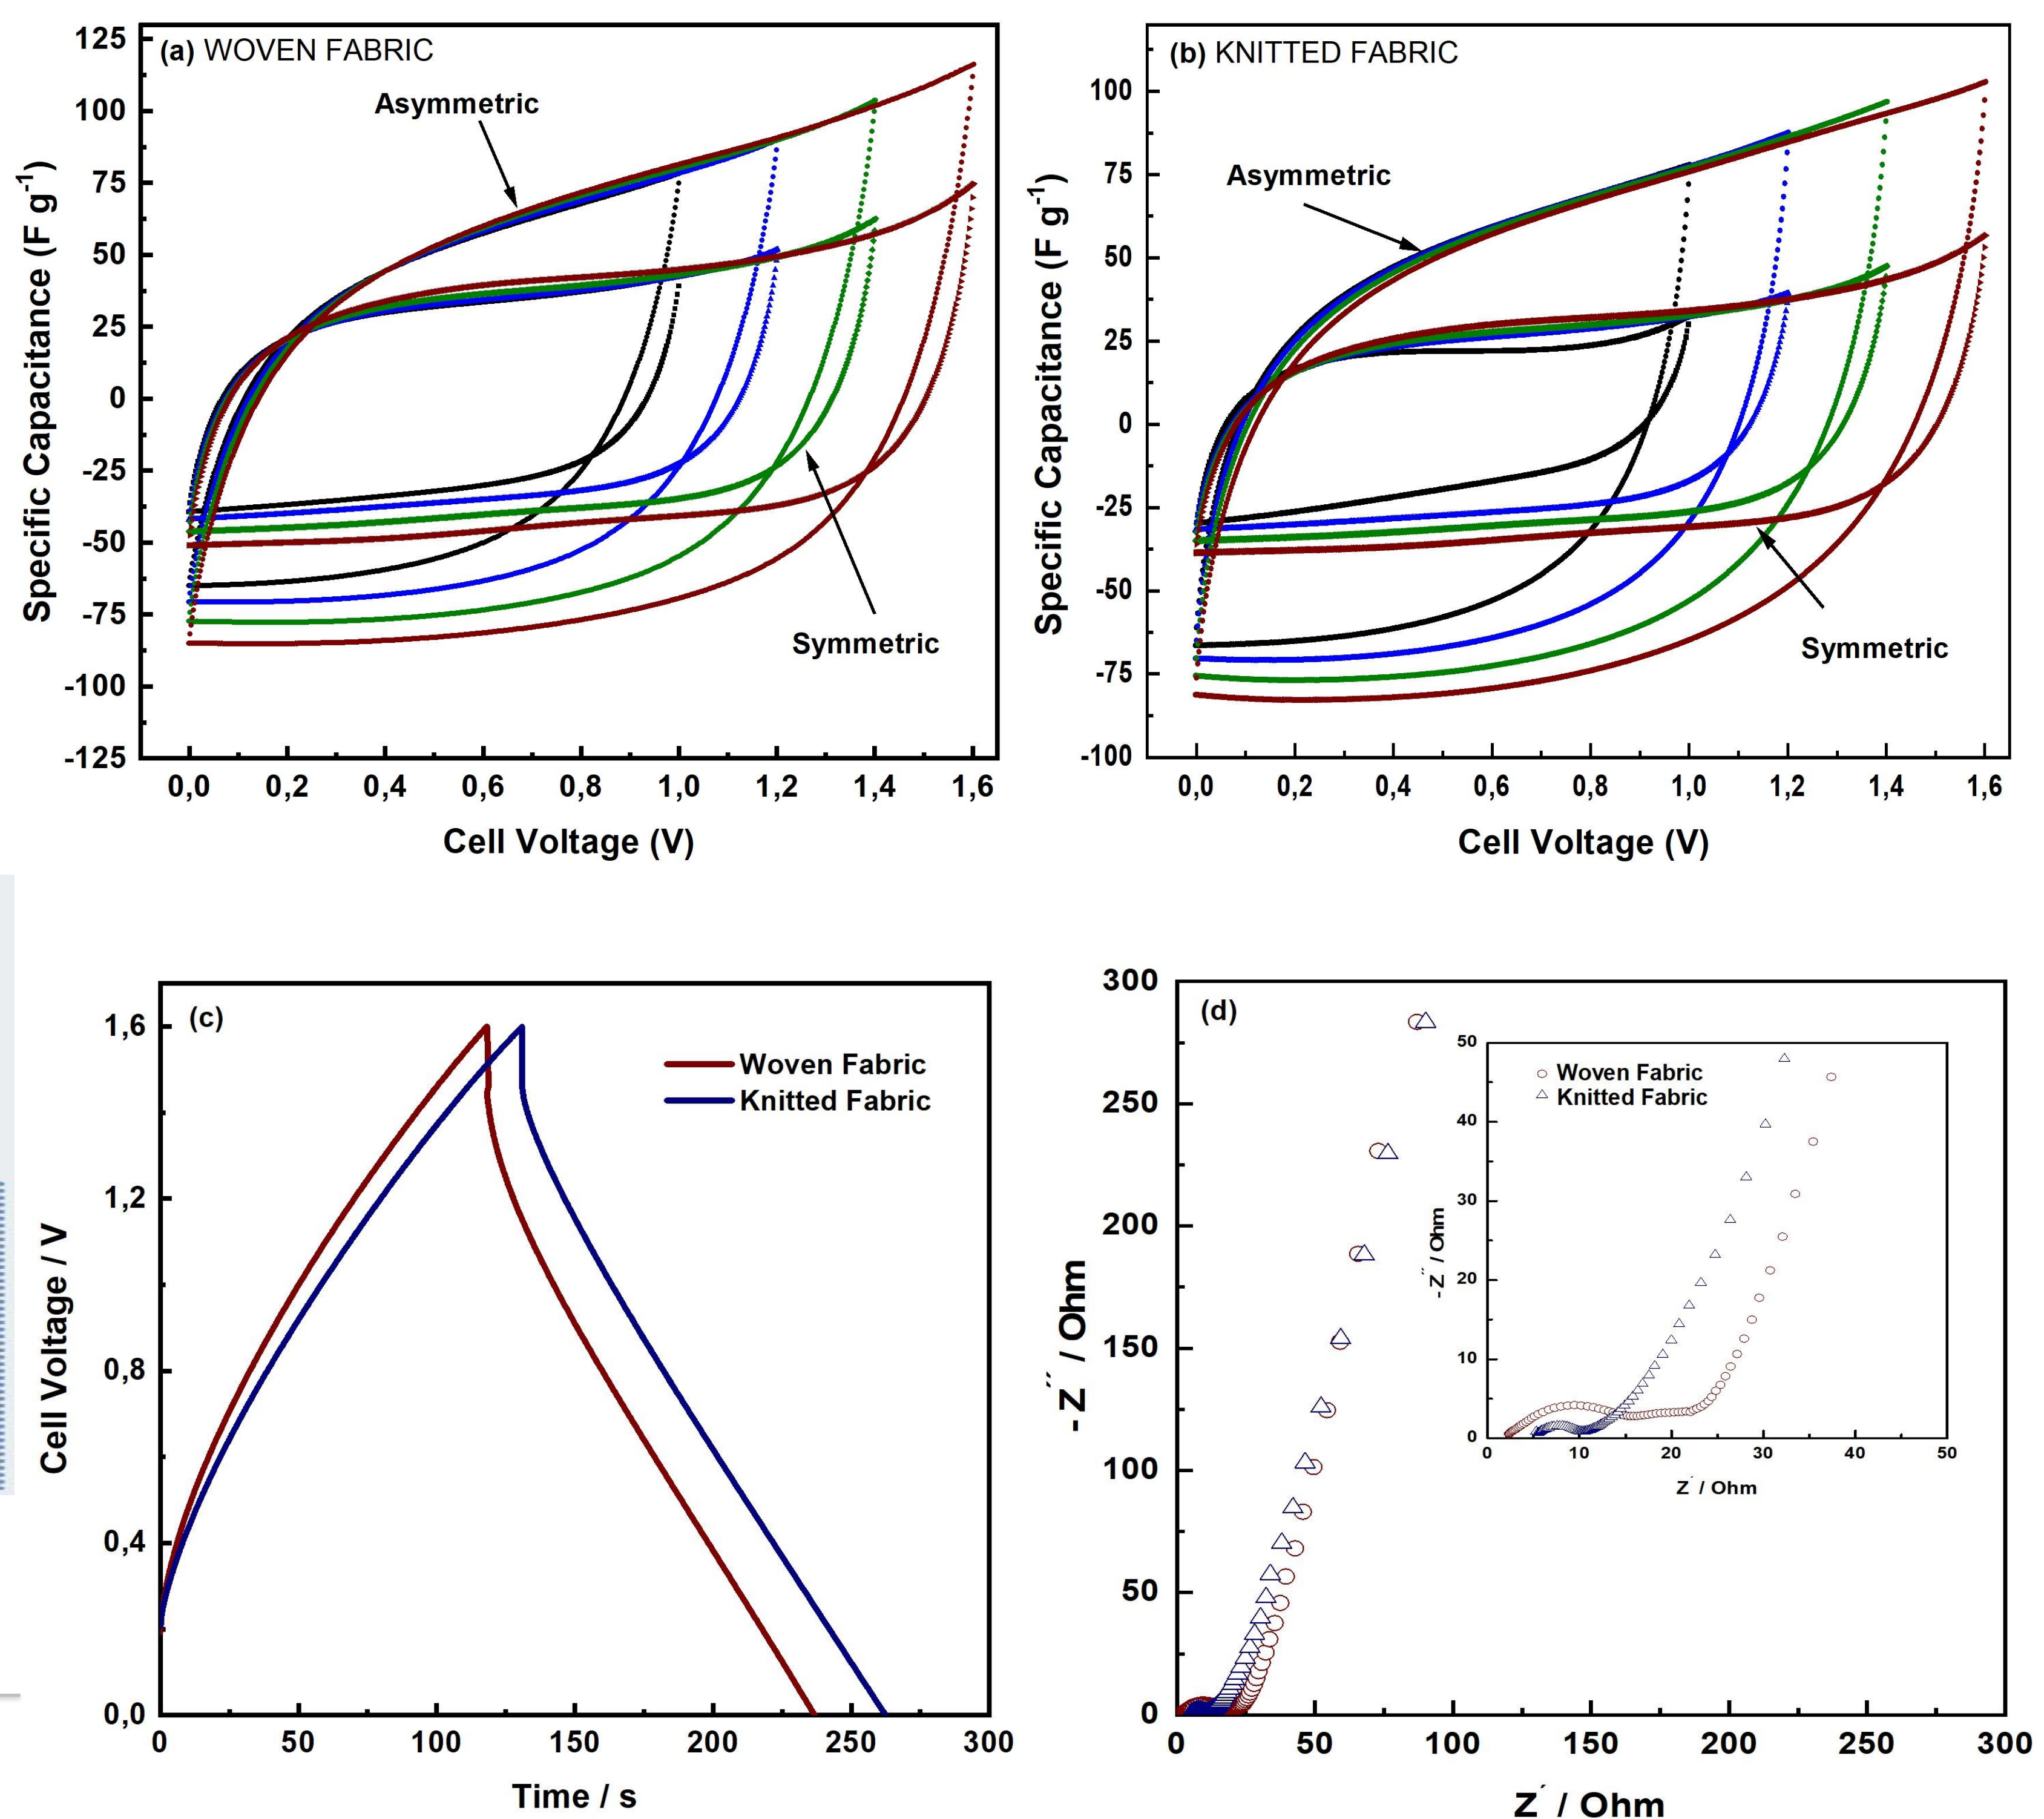 (a) WOVEN FABRIC
Asymmetric
Symmetric
125
100
75
50
25
0
-25
-50
-75
-100
-125
Specific Capacitance (F g-1)
0,0 0,2 0,4 0,6 0,8 1,0 1,2 1,4 1,6
Cell Voltage (V)
(b) KNITTED FABRIC
Asymmetric
Symmetric
100
75
50
25
0
-25
-50
-75
-100
Specific Capacitance (F g-1)
0,0 0,2 0,4 0,6 0,8 1,0 1,2 1,4 1,6
Cell Voltage (V)
(c)
Woven Fabric
Knitted Fabric
1,6
1,2
0,8
0,4
0,0
Cell Voltage / V
0 50 100 150 200 250 300
Time / s
(d)
300
250
200
150
100
50
0
- Z´´ / Ohm
0 50 100 150 200 250 300
Z´ / Ohm
Woven Fabric
Knitted Fabric
50
40
30
20
10
0
- Z´´ / Ohm
0 10 20 30 40 50
Z´ / Ohm